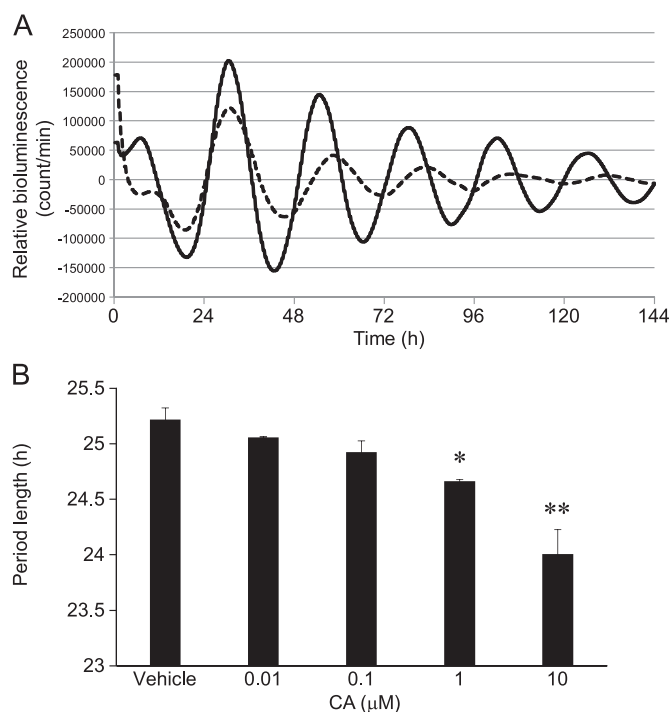 A
Relative bioluminescence
(count/min)
250000
200000
150000
100000
50000
0
-50000
-100000
-150000
-200000
0 24 48 72 96 120 144
Time (h)
B
Period length (h)
25.5
25
24.5
24
23.5
23
*
**
Vehicle 0.01 0.1 1 10
CA (μM)